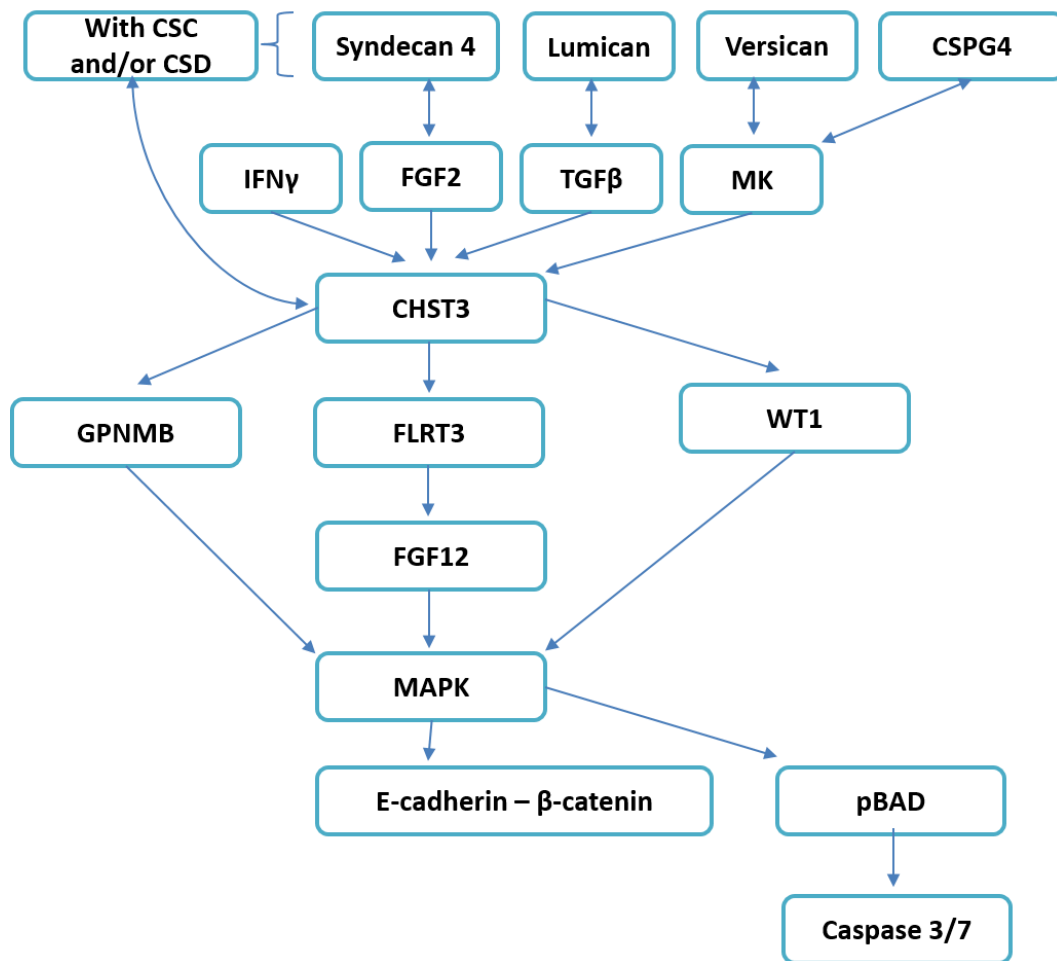 With CSC
and/or CSD
Syndecan 4
Lumican
Versican
CSPG4
IFNγ
FGF2
TGFβ
MK
CHST3
GPNMB
FLRT3
WT1
FGF12
MAPK
E-cadherin – β-catenin
pBAD
Caspase 3/7